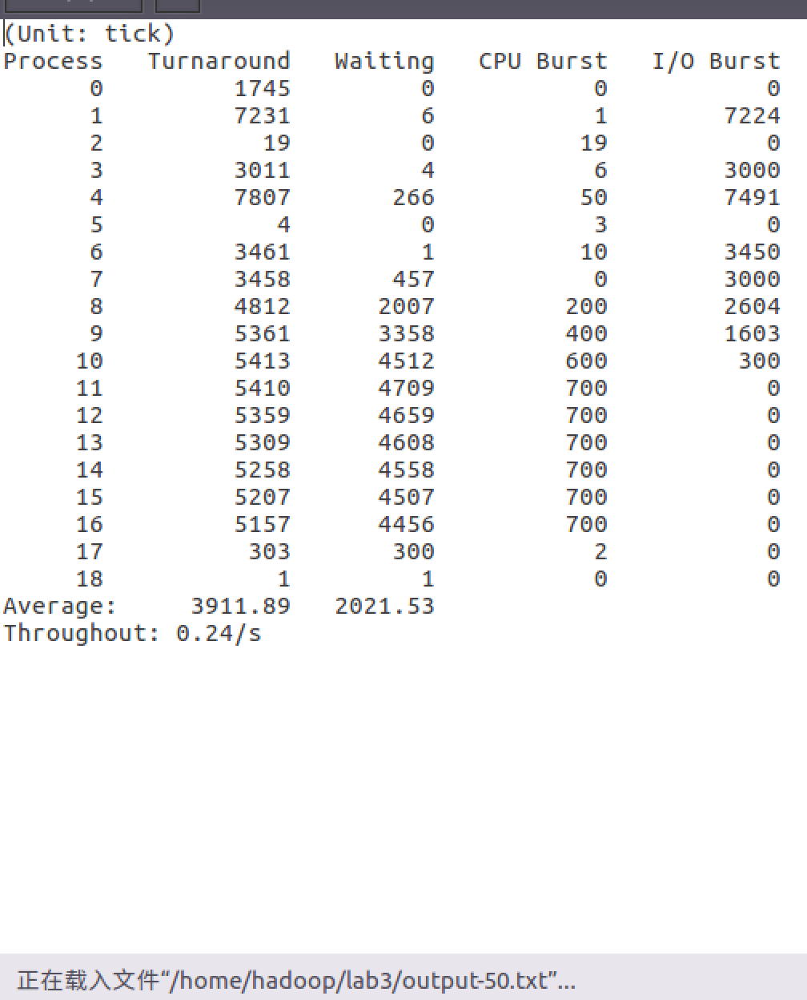 (Unit: tick)
Process Turnaround Waiting CPU Burst I/O Burst
0 1745 0 0 0
1 7231 6 1 7224
2 19 0 19 0
3 3011 4 6 3000
4 7807 266 50 7491
5 4 0 3 0
6 3461 1 10 3450
7 3458 457 0 3000
8 4812 2007 200 2604
9 5361 3358 400 1603
10 5413 4512 600 300
11 5410 4709 700 0
12 5359 4659 700 0
13 5309 4608 700 0
14 5258 4558 700 0
15 5207 4507 700 0
16 5157 4456 700 0
17 303 300 2 0
18 1 1 0 0
Average: 3911.89 2021.53
Throughout: 0.24/s
正在载入文件“/home/hadoop/lab3/output-50.txt”...